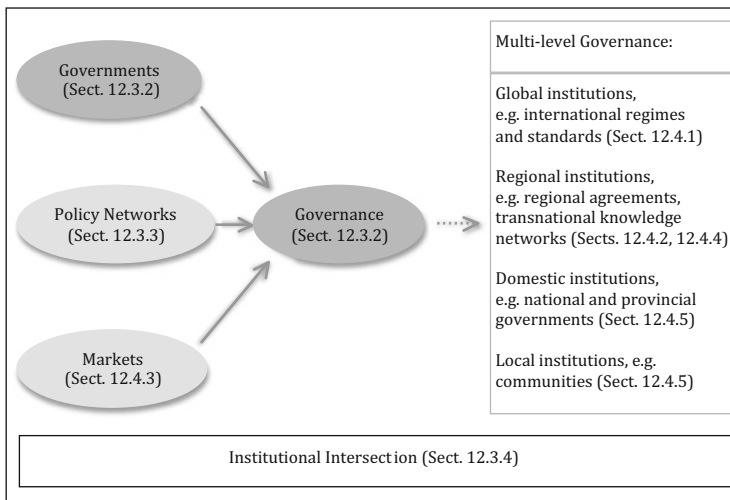 Governments
(Sect. 12.3.2)
Policy Networks
(Sect. 12.3.3)
Markets
(Sect. 12.4.3)
Governance
(Sect. 12.3.2)
Multi-level Governance:
Global institutions,
e.g. international regimes
and standards (Sect. 12.4.1)
Regional institutions,
e.g. regional agreements,
transnational knowledge
networks (Sects. 12.4.2, 12.4.4)
Domestic institutions,
e.g. national and provincial
governments (Sect. 12.4.5)
Local institutions, e.g.
communities (Sect. 12.4.5)
Institutional Intersection (Sect. 12.3.4)